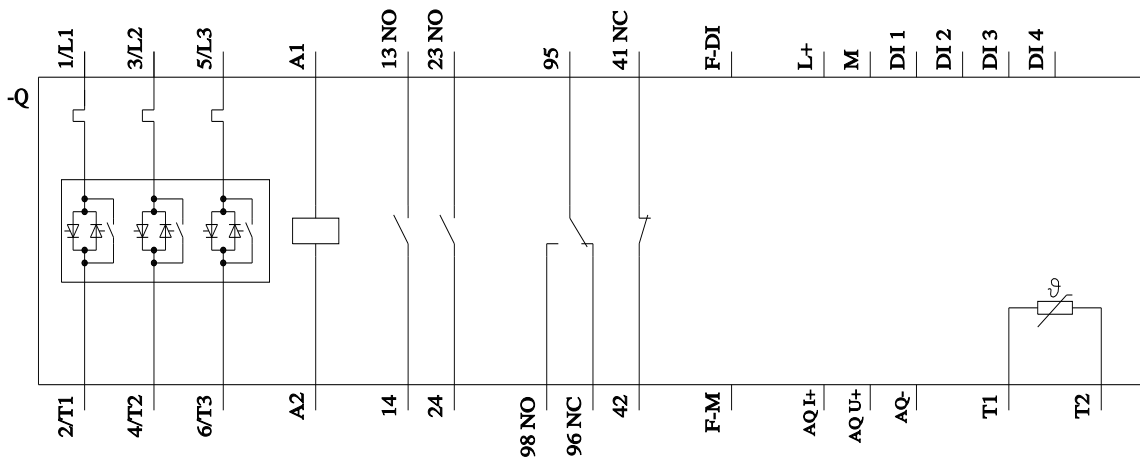 1/L1
3/L2
5/L3
A1
13 NO
23 NO
95
41 NC
F-DI
L+
M
DI 1
DI 2
DI 3
DI 4
-Q
ϑ
2/T1
4/T2
6/T3
A2
14
24
98 NO
96 NC
42
F-M
AQ I+
AQ U+
AQ-
T1
T2